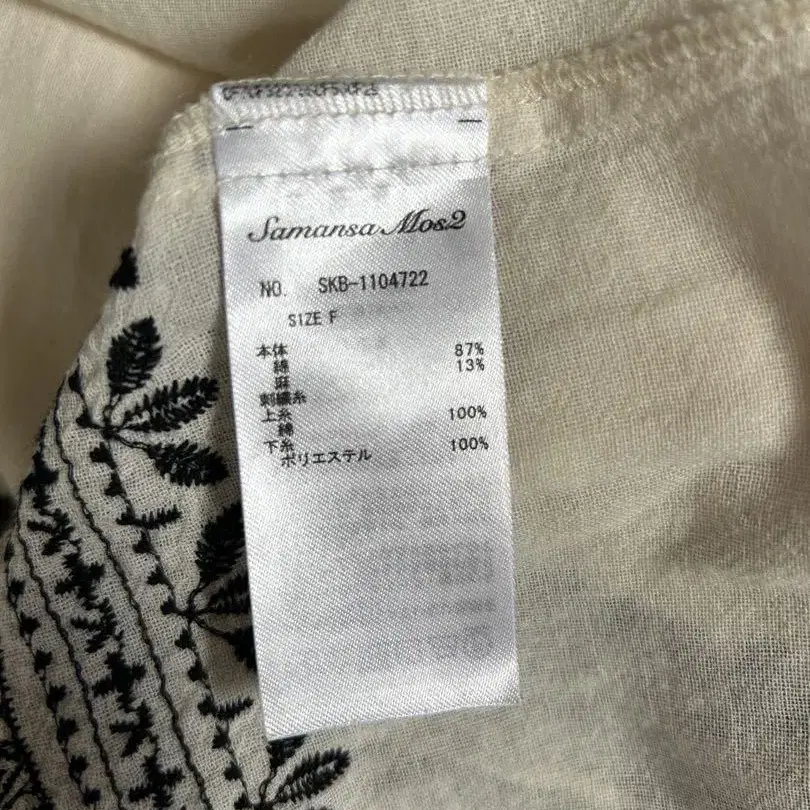 Samansa Mos2
NO. SKB-1104722
SIZE F
本体
綿 87%
麻 13%
刺繍糸
上糸
綿 100%
下糸
ポリエステル 100%